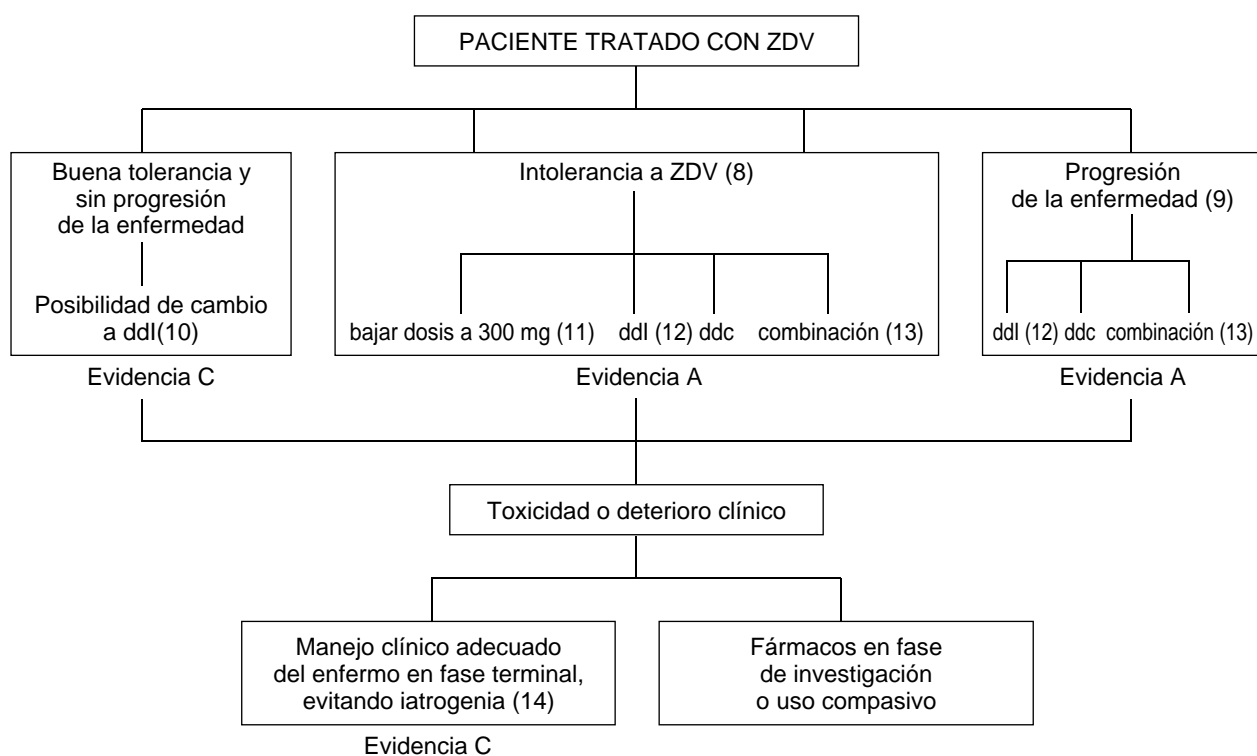 PACIENTE TRATADO CON ZDV
Buena tolerancia y
sin progresión
de la enfermedad
Posibilidad de cambio
a ddI(10)
Evidencia C
Intolerancia a ZDV (8)
bajar dosis a 300 mg (11) ddI (12) ddc combinación (13)
Evidencia A
Progresión
de la enfermedad (9)
ddI (12) ddc combinación (13)
Evidencia A
Toxicidad o deterioro clínico
Manejo clínico adecuado
del enfermo en fase terminal,
evitando iatrogenia (14)
Evidencia C
Fármacos en fase
de investigación
o uso compasivo